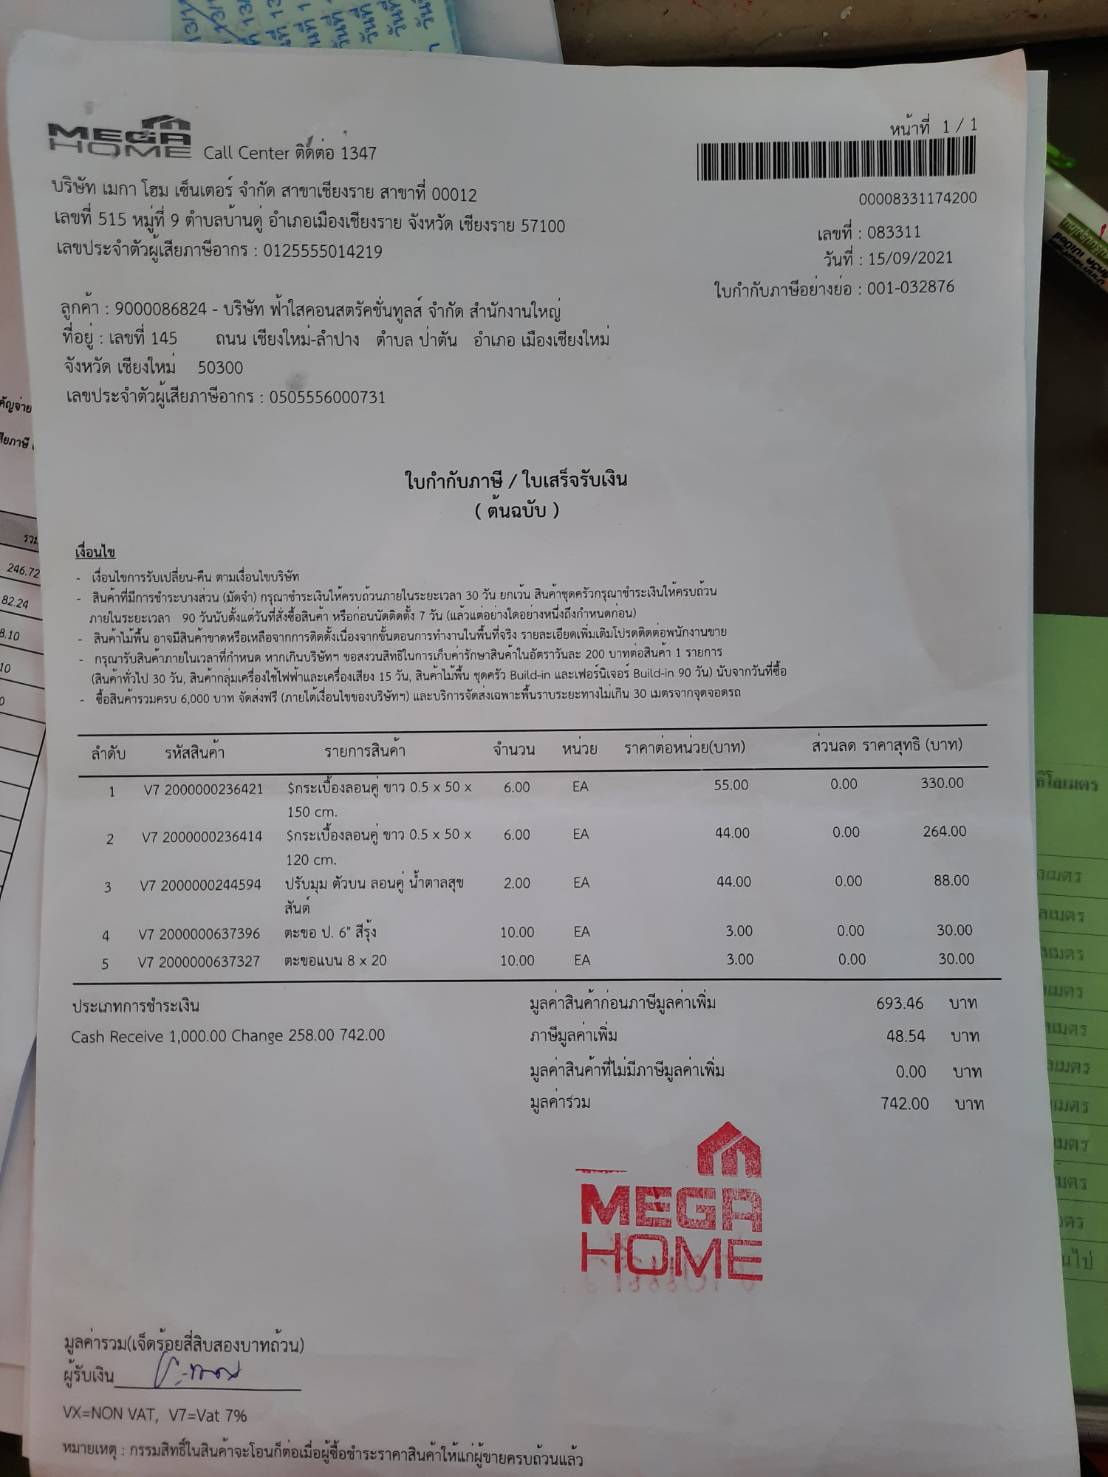 MEGA
HOME Call Center ติดต่อ 1347
หน้าที่ 1 / 1
00008331174200
บริษัท เมกา โฮม เซ็นเตอร์ จำกัด สาขาเชียงราย สาขาที่ 00012
เลขที่ 515 หมู่ที่ 9 ตำบลบ้านดู่ อำเภอเมืองเชียงราย จังหวัด เชียงราย 57100
เลขประจำตัวผู้เสียภาษีอากร : 0125555014219
เลขที่ : 083311
วันที่ : 15/09/2021
ใบกำกับภาษีอย่างย่อ : 001-032876
ลูกค้า : 9000086824 - บริษัท ฟ้าใสคอนสตรัคชั่นทูลส์ จำกัด สำนักงานใหญ่
ที่อยู่ : เลขที่ 145 ถนน เชียงใหม่-ลำปาง ตำบล ป่าตัน อำเภอ เมืองเชียงใหม่
จังหวัด เชียงใหม่ 50300
เลขประจำตัวผู้เสียภาษีอากร : 0505556000731
ใบกำกับภาษี / ใบเสร็จรับเงิน
( ต้นฉบับ )
เงื่อนไข
- เงื่อนไขการรับเปลี่ยน-คืน ตามเงื่อนไขบริษัท
- สินค้าที่มีการชำระบางส่วน (มัดจำ) กรุณาชำระเงินให้ครบถ้วนภายในระยะเวลา 30 วัน ยกเว้น สินค้าชุดครัวกรุณาชำระเงินให้ครบถ้วน
ภายในระยะเวลา 90 วันนับตั้งแต่วันที่สั่งซื้อสินค้า หรือก่อนนัดติดตั้ง 7 วัน (แล้วแต่อย่างใดอย่างหนึ่งถึงกำหนดก่อน)
- สินค้าไม้พื้น อาจมีสินค้าขาดหรือเหลือจากการติดตั้งเนื่องจากขั้นตอนการทำงานในพื้นที่จริง รายละเอียดเพิ่มเติมโปรดติดต่อพนักงานขาย
- กรุณารับสินค้าภายในเวลาที่กำหนด หากเกินบริษัทฯ ขอสงวนสิทธิในการเก็บค่ารักษาสินค้าในอัตราวันละ 200 บาทต่อสินค้า 1 รายการ
(สินค้าทั่วไป 30 วัน, สินค้ากลุ่มเครื่องใช้ไฟฟ้าและเครื่องเสียง 15 วัน, สินค้าไม้พื้น ชุดครัว Build-in และเฟอร์นิเจอร์ Build-in 90 วัน) นับจากวันที่ซื้อ
- ซื้อสินค้ารวมครบ 6,000 บาท จัดส่งฟรี (ภายใต้เงื่อนไขของบริษัทฯ) และบริการจัดส่งเฉพาะพื้นราบระยะทางไม่เกิน 30 เมตรจากจุดจอดรถ
ลำดับ รหัสสินค้า รายการสินค้า จำนวน หน่วย ราคาต่อหน่วย(บาท) ส่วนลด ราคาสุทธิ (บาท)
1 V7 2000000236421 $กระเบื้องลอนคู่ ขาว 0.5 x 50 x 6.00 EA 55.00 0.00 330.00
150 cm.
2 V7 2000000236414 $กระเบื้องลอนคู่ ขาว 0.5 x 50 x 6.00 EA 44.00 0.00 264.00
120 cm.
3 V7 2000000244594 ปรับมุม ตัวบน ลอนคู่ น้ำตาลสุข 2.00 EA 44.00 0.00 88.00
สันต์
4 V7 2000000637396 ตะขอ ป. 6" สีรุ้ง 10.00 EA 3.00 0.00 30.00
5 V7 2000000637327 ตะขอแบน 8 x 20 10.00 EA 3.00 0.00 30.00
ประเภทการชำระเงิน มูลค่าสินค้าก่อนภาษีมูลค่าเพิ่ม 693.46 บาท
Cash Receive 1,000.00 Change 258.00 742.00 ภาษีมูลค่าเพิ่ม 48.54 บาท
มูลค่าสินค้าที่ไม่มีภาษีมูลค่าเพิ่ม 0.00 บาท
มูลค่ารวม 742.00 บาท
MEGA
HOME
มูลค่ารวม(เจ็ดร้อยสี่สิบสองบาทถ้วน)
ผู้รับเงิน
VX=NON VAT, V7=Vat 7%
หมายเหตุ : กรรมสิทธิ์ในสินค้าจะโอนก็ต่อเมื่อผู้ซื้อชำระราคาสินค้าให้แก่ผู้ขายครบถ้วนแล้ว
246.72
82.24